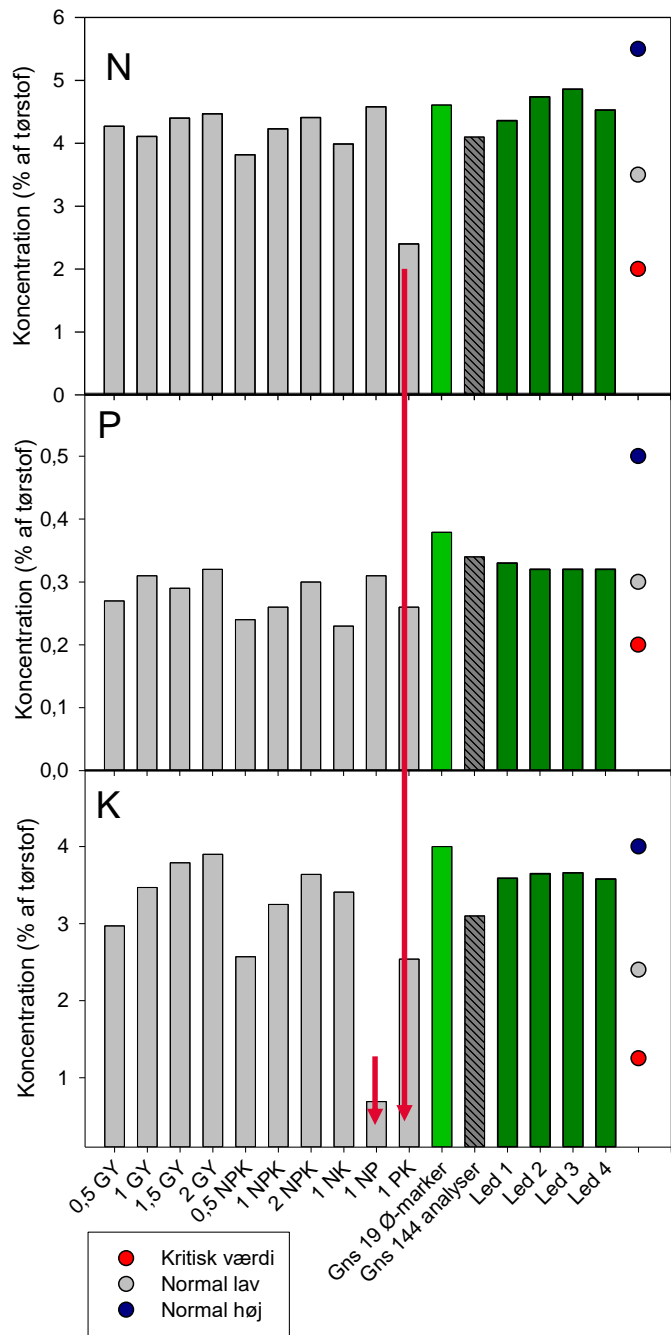 N
Koncentration (% af tørstof)
6
5
4
3
2
1
0
P
Koncentration (% af tørstof)
0,5
0,4
0,3
0,2
0,1
0,0
K
Koncentration (% af tørstof)
4
3
2
1
0,5 GY
1 GY
1,5 GY
2 GY
0,5 NPK
1 NPK
2 NPK
1 NK
1 NP
1 PK
Gns 19 Ø-marker
Gns 144 analyser
Led 1
Led 2
Led 3
Led 4
Kritisk værdi
Normal lav
Normal høj